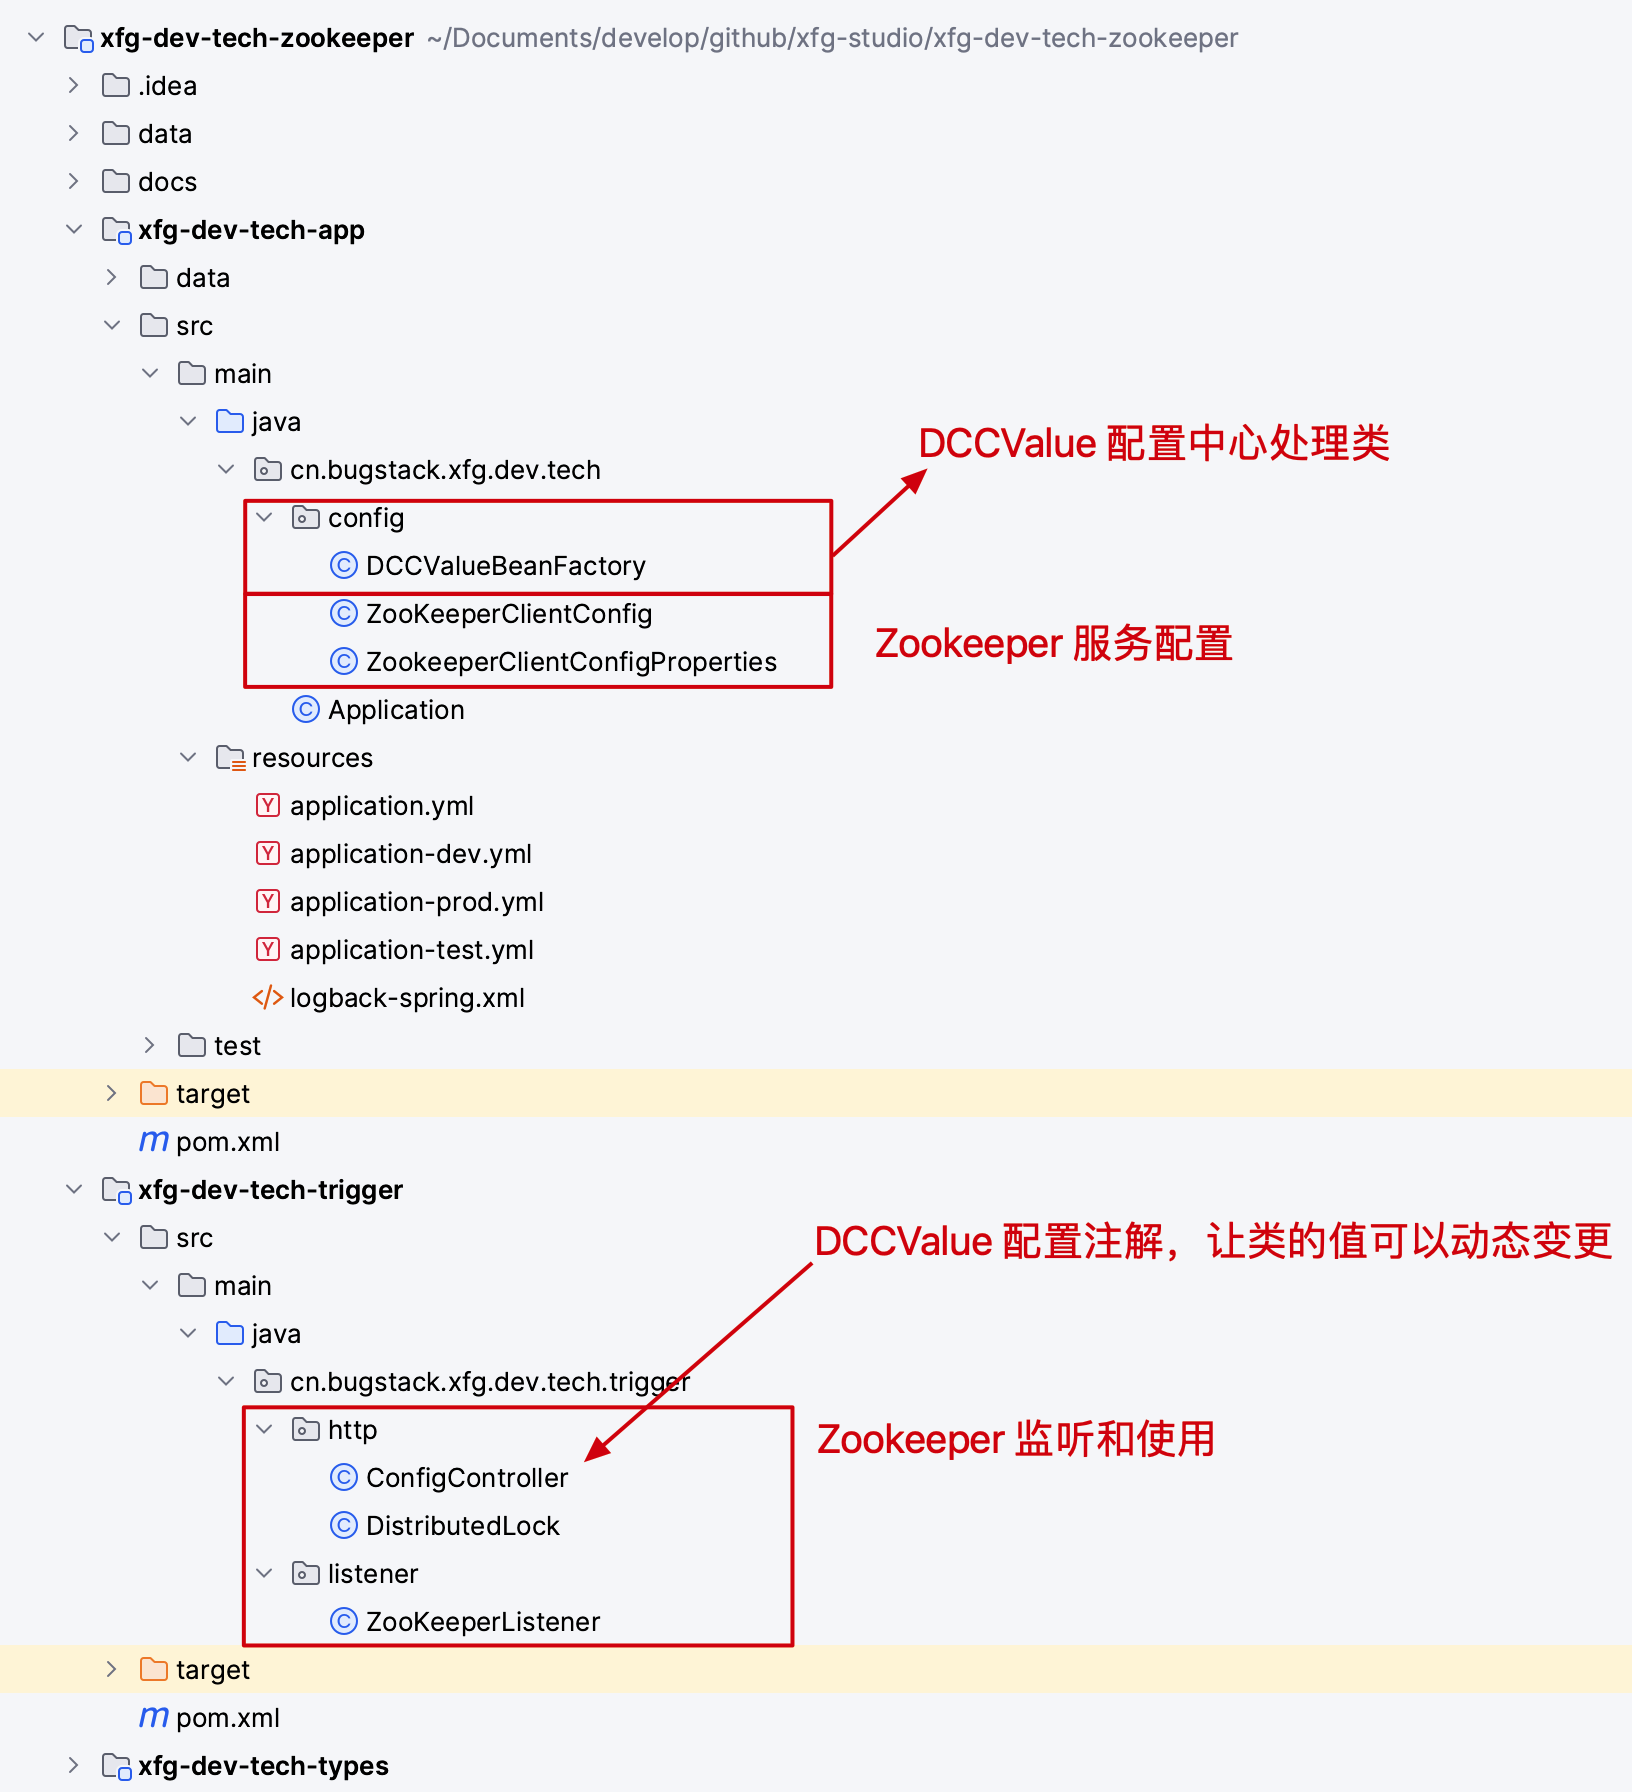 xfg-dev-tech-zookeeper ~/Documents/develop/github/xfg-studio/xfg-dev-tech-zookeeper
.idea
data
docs
xfg-dev-tech-app
data
src
main
java
DCCValue 配置中心处理类
cn.bugstack.xfg.dev.tech
config
DCCValueBeanFactory
ZooKeeperClientConfig
Zookeeper 服务配置
ZookeeperClientConfigProperties
Application
resources
application.yml
application-dev.yml
application-prod.yml
application-test.yml
logback-spring.xml
test
target
pom.xml
xfg-dev-tech-trigger
src
DCCValue 配置注解，让类的值可以动态变更
main
java
cn.bugstack.xfg.dev.tech.trigger
http
Zookeeper 监听和使用
ConfigController
DistributedLock
listener
ZooKeeperListener
target
pom.xml
xfg-dev-tech-types